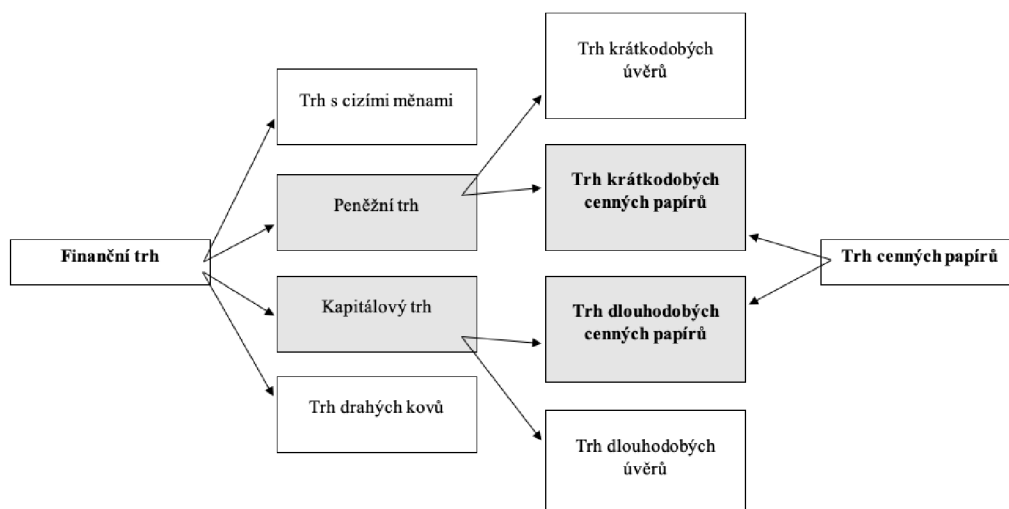 Trh krátkodobých
úvěrů
Trh s cizími měnami
Trh krátkodobých
cenných papírů
Peněžní trh
Finanční trh
Trh cenných papírů
Kapitálový trh
Trh dlouhodobých
cenných papírů
Trh drahých kovů
Trh dlouhodobých
úvěrů